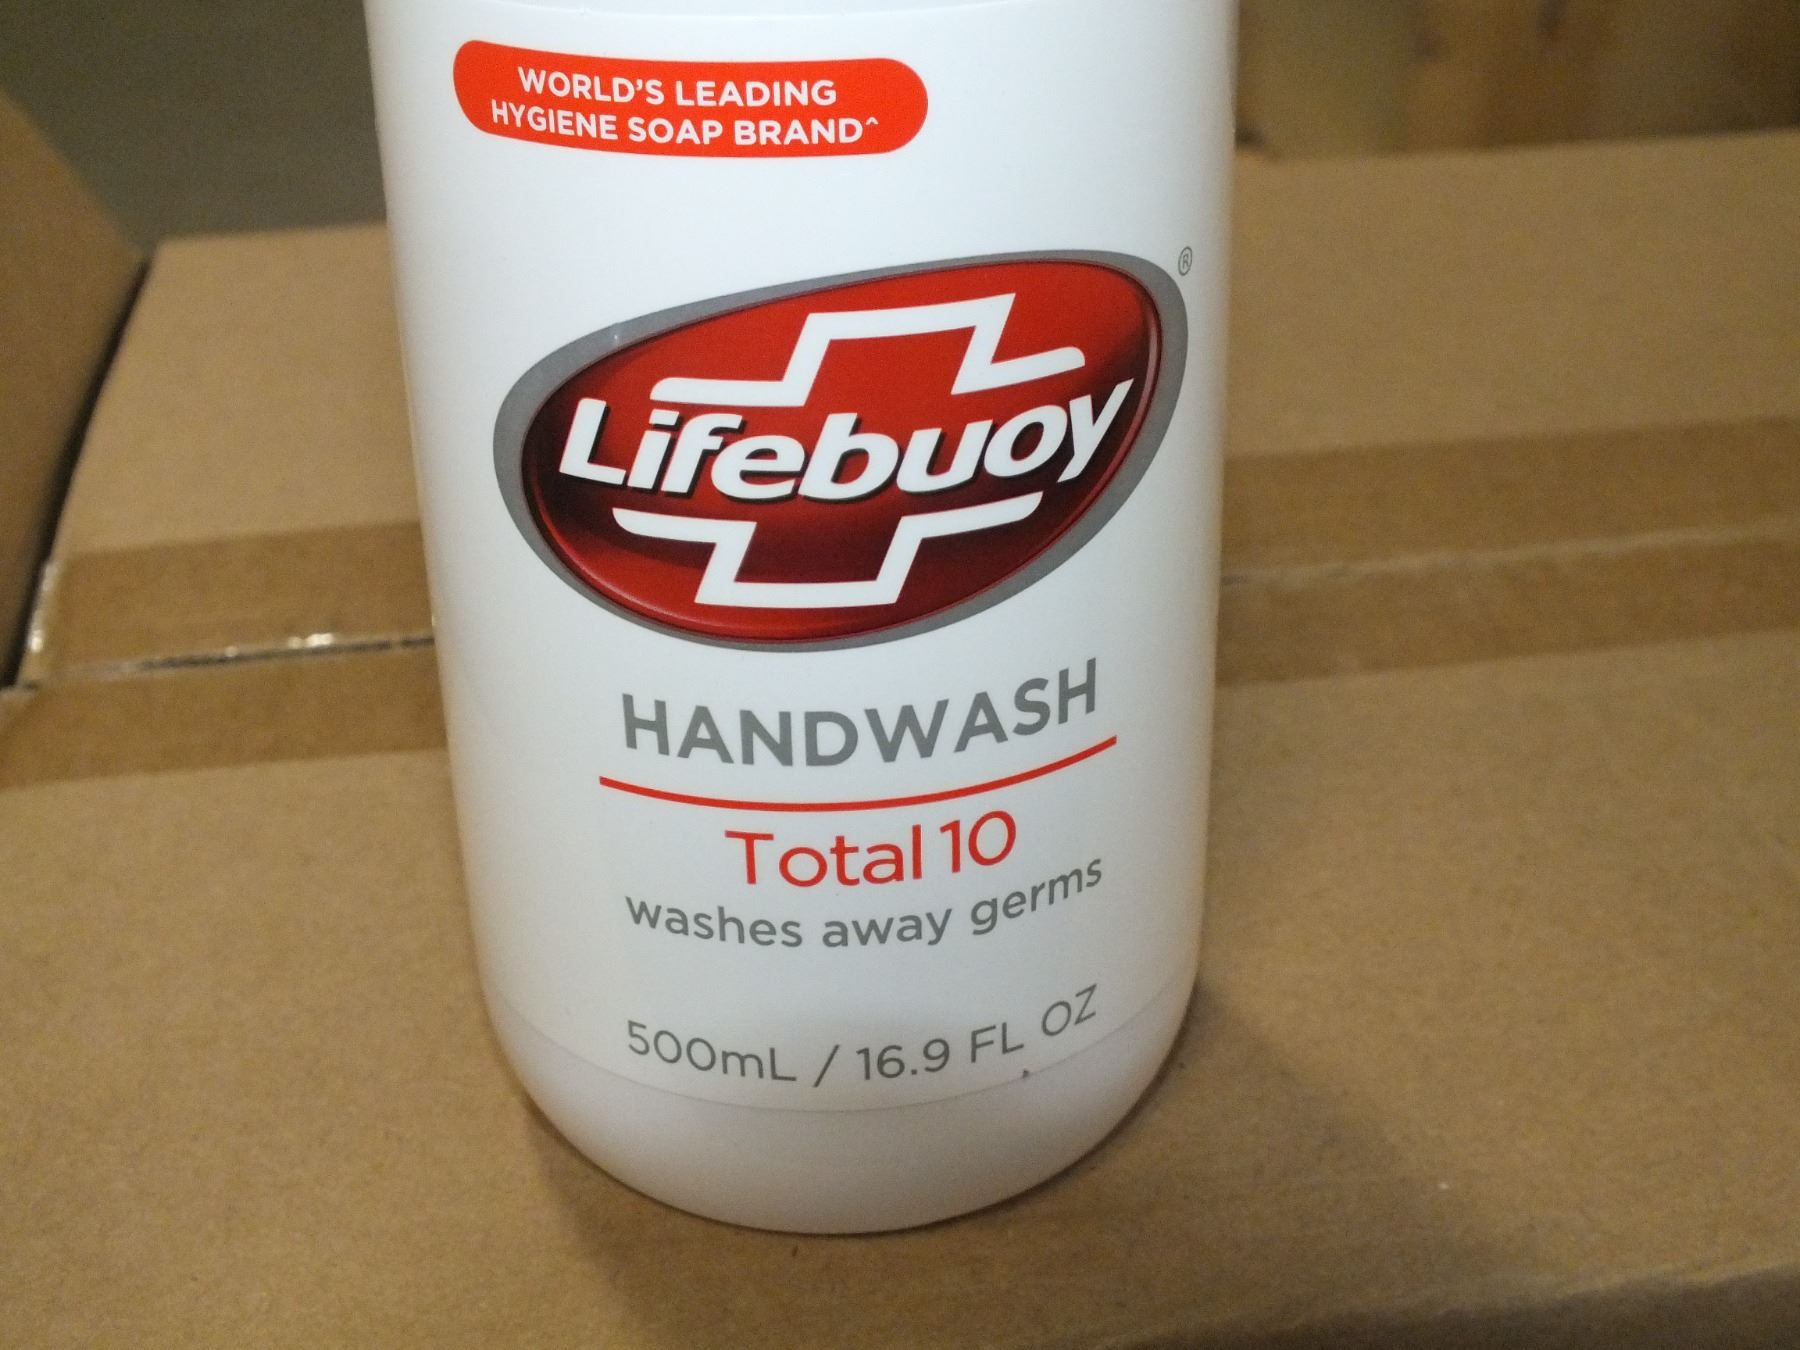 WORLD'S LEADING
HYGIENE SOAP BRAND^
®
Lifebuoy
HANDWASH
Total 10
washes away germs
500mL / 16.9 FL OZ